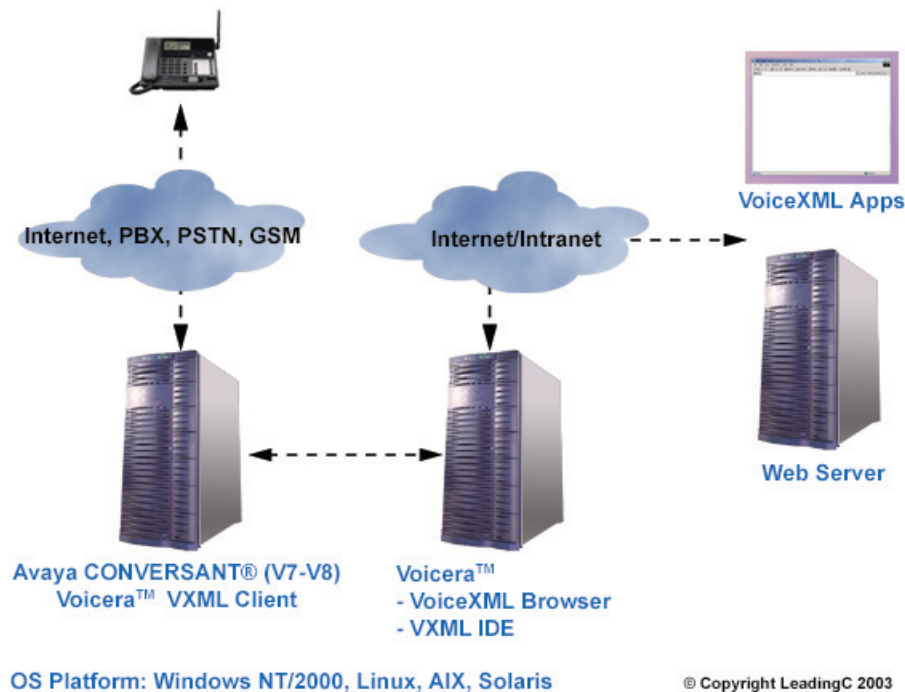 VoiceXML Apps
Internet, PBX, PSTN, GSM
Internet/Intranet
Web Server
Avaya CONVERSANT® (V7-V8)
Voicera™ VXML Client
Voicera™
- VoiceXML Browser
- VXML IDE
OS Platform: Windows NT/2000, Linux, AIX, Solaris
© Copyright LeadingC 2003